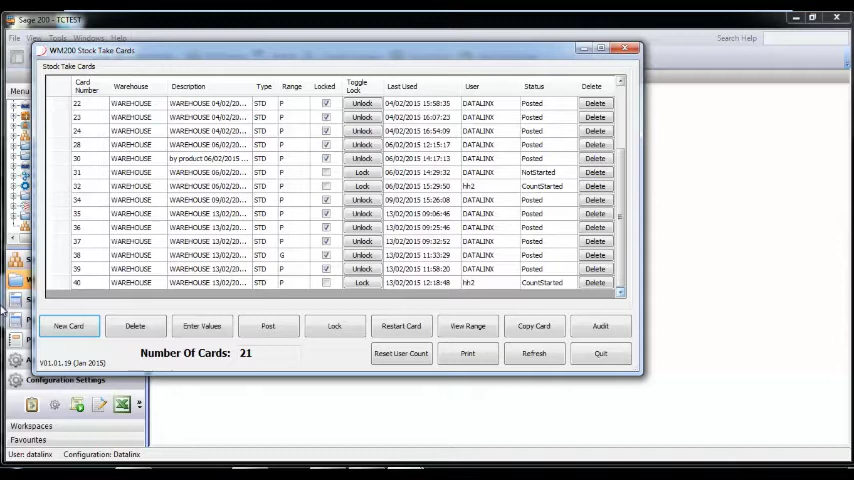 Sage 200 - TCTEST
File View Tools Windows Help
Search Help
WM200 Stock Take Cards
Stock Take Cards
Menu
Card Number Warehouse Description Type Range Locked Toggle Lock Last Used User Status Delete
22 WAREHOUSE WAREHOUSE 04/02/20... STD P Unlock 04/02/2015 15:58:35 DATALINX Posted Delete
23 WAREHOUSE WAREHOUSE 04/02/20... STD P Unlock 04/02/2015 16:07:23 DATALINX Posted Delete
24 WAREHOUSE WAREHOUSE 04/02/20... STD P Unlock 04/02/2015 16:54:09 DATALINX Posted Delete
28 WAREHOUSE WAREHOUSE 06/02/20... STD P Unlock 06/02/2015 12:15:17 DATALINX Posted Delete
30 WAREHOUSE by product 06/02/2015 ... STD P Unlock 06/02/2015 14:17:13 DATALINX Posted Delete
31 WAREHOUSE WAREHOUSE 06/02/20... STD P Lock 06/02/2015 14:29:32 DATALINX NotStarted Delete
32 WAREHOUSE WAREHOUSE 06/02/20... STD P Lock 06/02/2015 15:29:50 hh2 CountStarted Delete
34 WAREHOUSE WAREHOUSE 09/02/20... STD P Unlock 09/02/2015 15:26:08 DATALINX Posted Delete
35 WAREHOUSE WAREHOUSE 13/02/20... STD P Unlock 13/02/2015 09:06:46 DATALINX Posted Delete
36 WAREHOUSE WAREHOUSE 13/02/20... STD P Unlock 13/02/2015 09:25:46 DATALINX Posted Delete
37 WAREHOUSE WAREHOUSE 13/02/20... STD P Unlock 13/02/2015 09:32:52 DATALINX Posted Delete
38 WAREHOUSE WAREHOUSE 13/02/20... STD G Unlock 13/02/2015 11:33:29 DATALINX Posted Delete
39 WAREHOUSE WAREHOUSE 13/02/20... STD P Unlock 13/02/2015 11:58:20 DATALINX Posted Delete
40 WAREHOUSE WAREHOUSE 13/02/20... STD P Lock 13/02/2015 12:18:48 hh2 CountStarted Delete
New Card Delete Enter Values Post Lock Restart Card View Range Copy Card Audit
Number Of Cards: 21 Reset User Count Print Refresh Quit
V01.01.19 (Jan 2015)
Configuration Settings
Workspaces
Favourites
User: datalinx Configuration: Datalinx